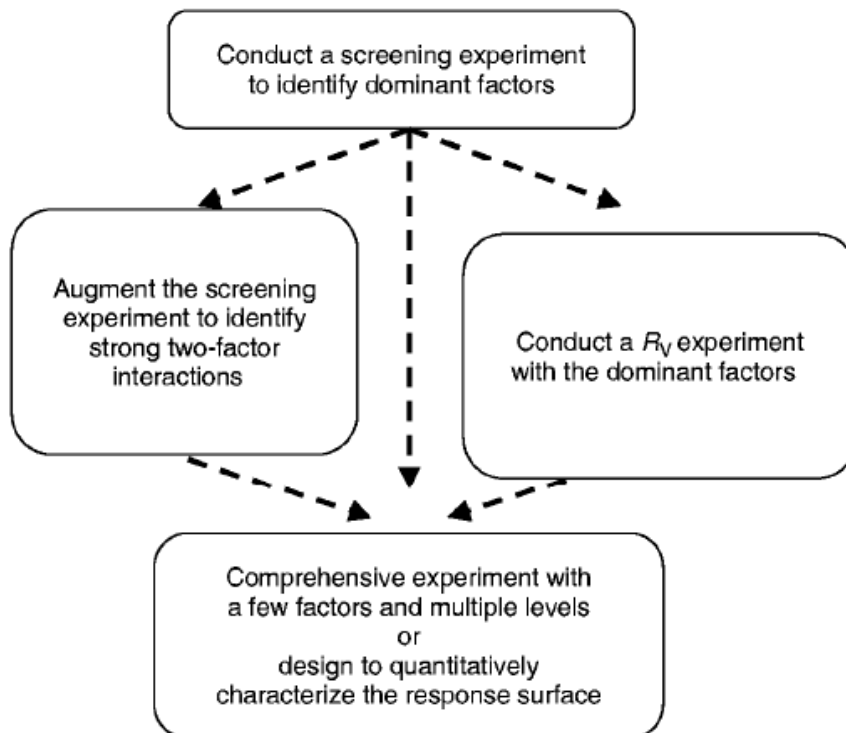 Conduct a screening experiment
to identify dominant factors
Augment the screening
experiment to identify
strong two-factor
interactions
Conduct a R_V experiment
with the dominant factors
Comprehensive experiment with
a few factors and multiple levels
or
design to quantitatively
characterize the response surface